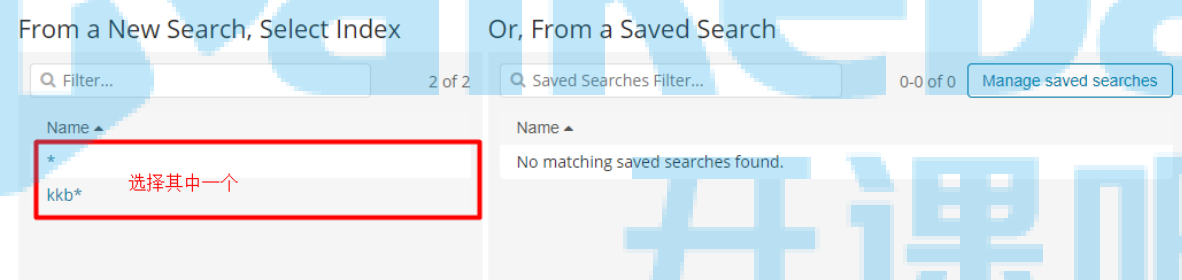 From a New Search, Select Index
Filter...
2 of 2
Name
*
kkb*
选择其中一个
Or, From a Saved Search
Saved Searches Filter...
0-0 of 0
Manage saved searches
Name
No matching saved searches found.
开课吧